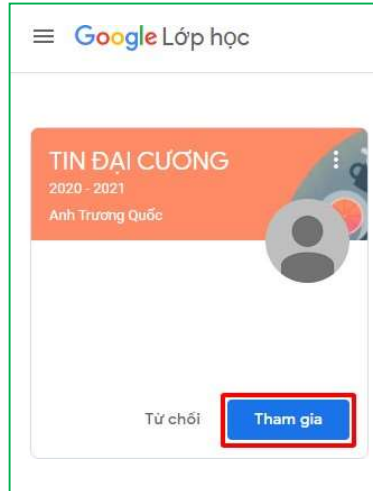 Google Lớp học
TIN ĐẠI CƯƠNG
2020 - 2021
Anh Trương Quốc
Từ chối Tham gia